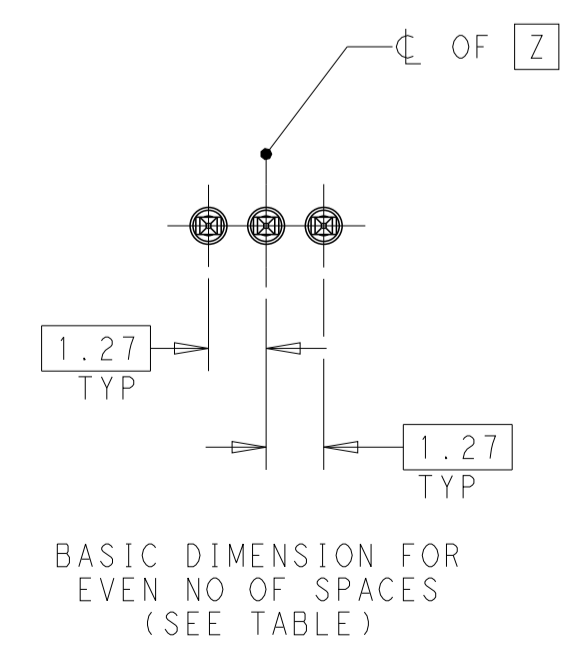 ℄ OF Z
1.27
TYP
1.27
TYP
BASIC DIMENSION FOR
EVEN NO OF SPACES
(SEE TABLE)